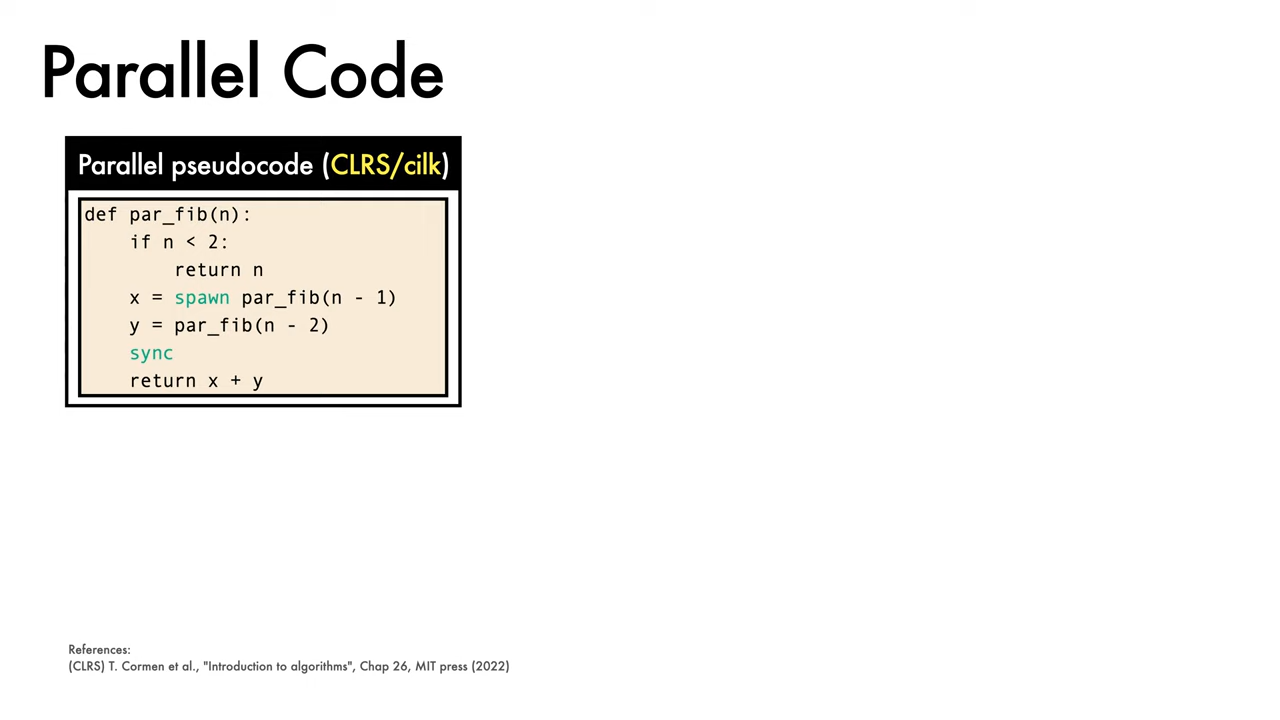 Parallel Code
Parallel pseudocode (CLRS/cilk)
def par_fib(n):
    if n < 2:
        return n
    x = spawn par_fib(n - 1)
    y = par_fib(n - 2)
    sync
    return x + y
References:
(CLRS) T. Cormen et al., "Introduction to algorithms", Chap 26, MIT press (2022)